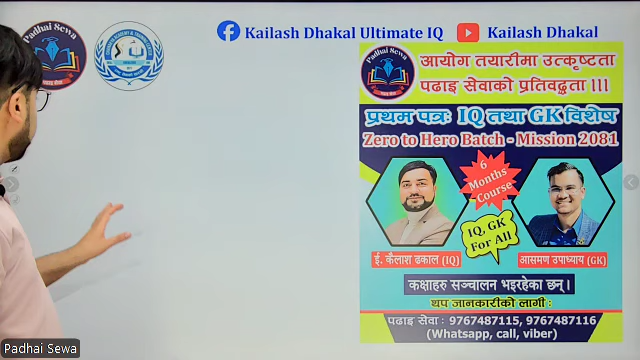 Padhai Sewa
Kailash Dhakal Ultimate IQ
Kailash Dhakal
Padhai Sewa
आयोग तयारीमा उत्कृष्टता
पढाइ सेवाको प्रतिवद्धता !!!
प्रथम पत्रः IQ तथा GK विशेष
Zero to Hero Batch - Mission 2081
6
Months
Course
IQ, GK
For All
ई. कैलाश ढकाल (IQ)
आसमण उपाध्याय (GK)
कक्षाहरु सञ्चालन भइरहेका छन्।
थप जानकारीको लागी :
पढाइ सेवा : 9767487115, 9767487116
(Whatsapp, call, viber)
Padhai Sewa